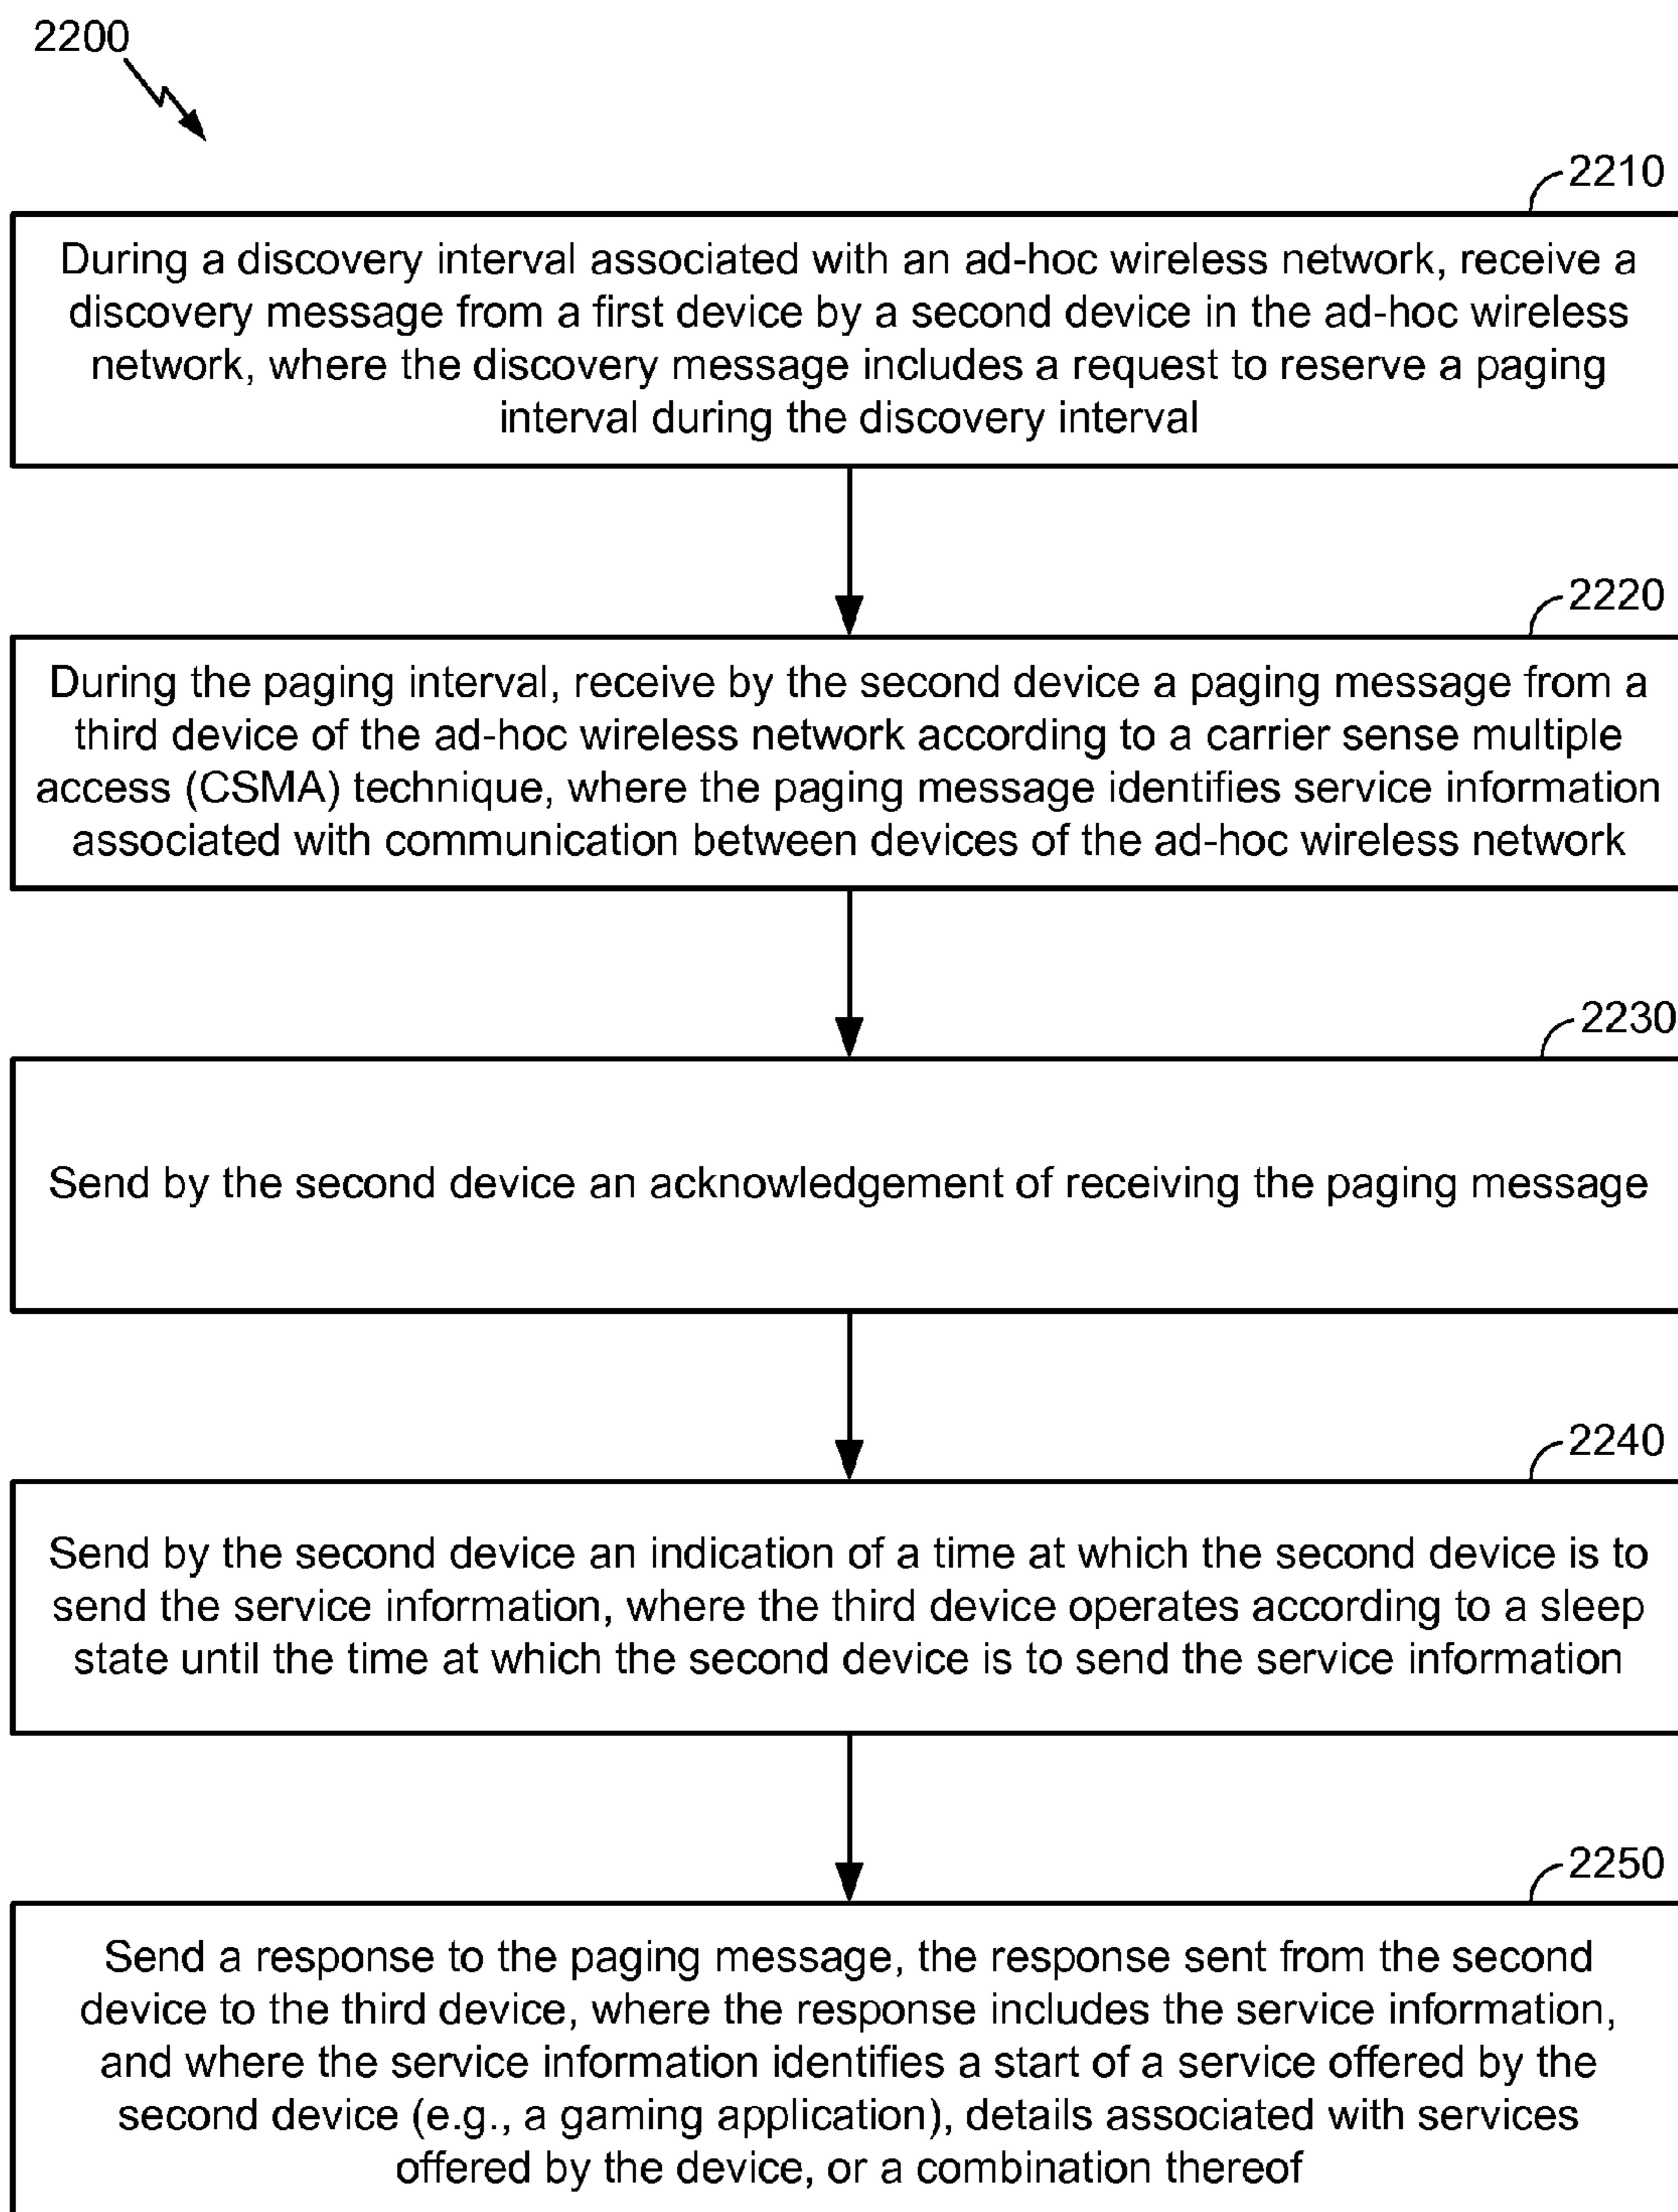 2200
2210
During a discovery interval associated with an ad-hoc wireless network, receive a
discovery message from a first device by a second device in the ad-hoc wireless
network, where the discovery message includes a request to reserve a paging
interval during the discovery interval
2220
During the paging interval, receive by the second device a paging message from a
third device of the ad-hoc wireless network according to a carrier sense multiple
access (CSMA) technique, where the paging message identifies service information
associated with communication between devices of the ad-hoc wireless network
2230
Send by the second device an acknowledgement of receiving the paging message
2240
Send by the second device an indication of a time at which the second device is to
send the service information, where the third device operates according to a sleep
state until the time at which the second device is to send the service information
2250
Send a response to the paging message, the response sent from the second
device to the third device, where the response includes the service information,
and where the service information identifies a start of a service offered by the
second device (e.g., a gaming application), details associated with services
offered by the device, or a combination thereof